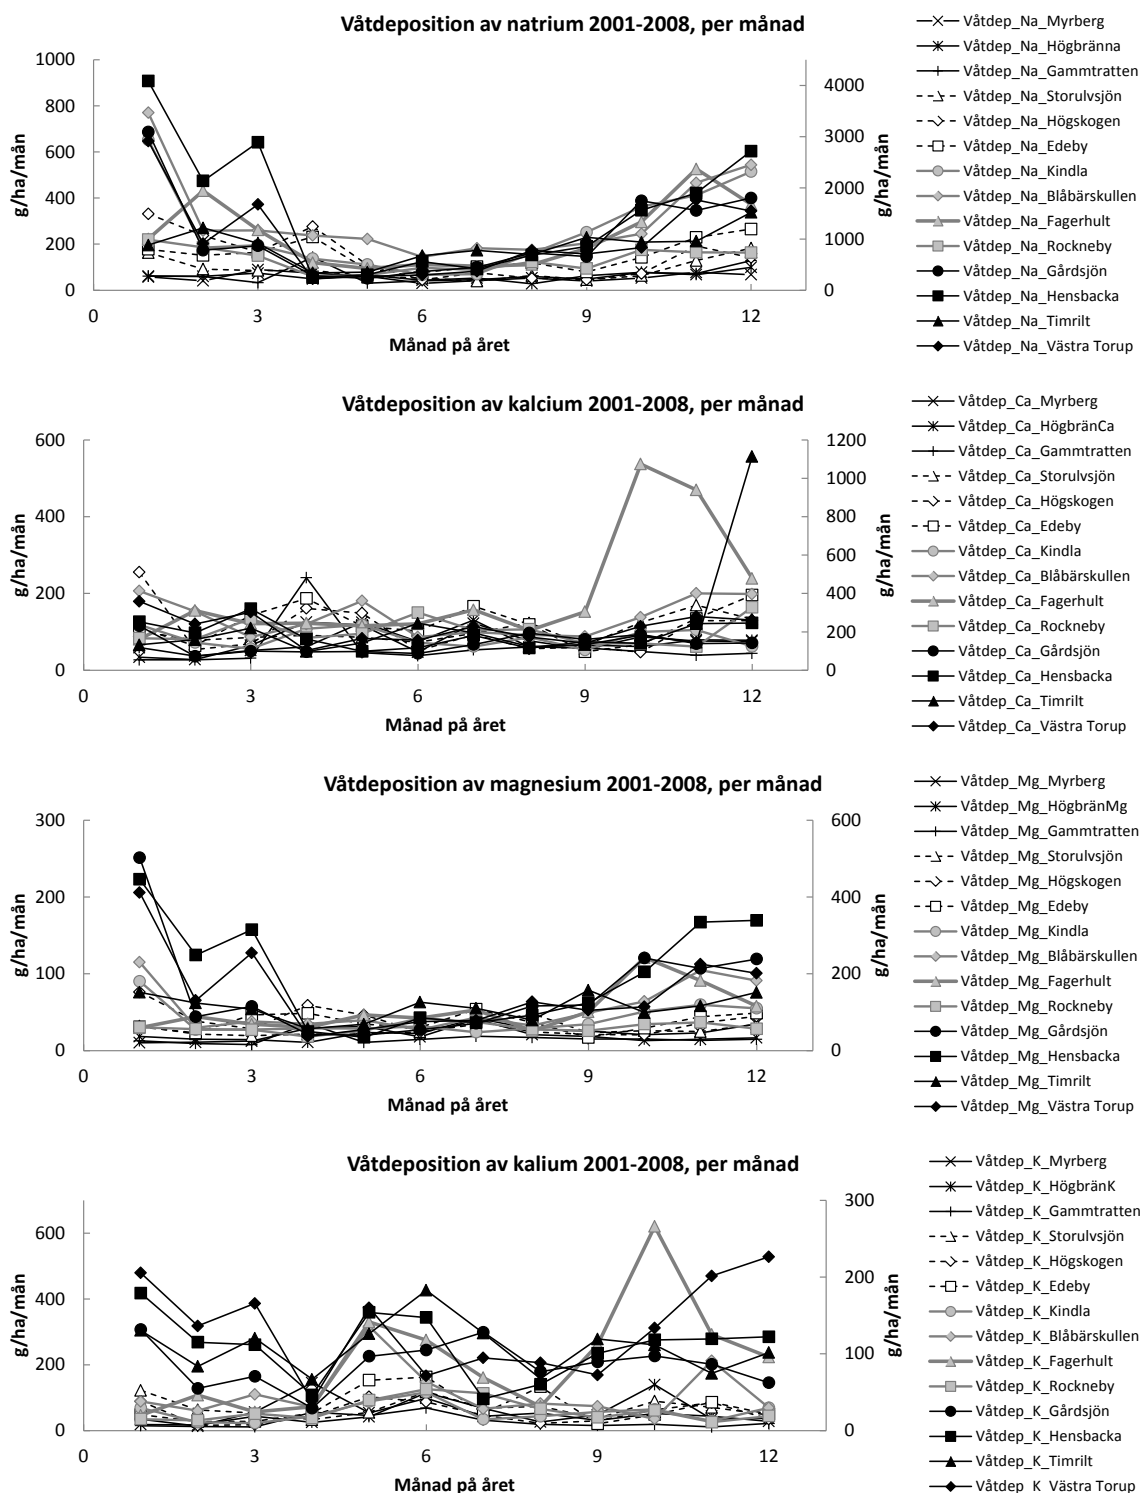 Våtdeposition av natrium 2001-2008, per månad
g/ha/mån
1000
800
600
400
200
0
4000
3000
2000
1000
0
g/ha/mån
0
3
6
9
12
Månad på året
Våtdep_Na_Myrberg
Våtdep_Na_Högbränna
Våtdep_Na_Gammtratten
Våtdep_Na_Storulvsjön
Våtdep_Na_Högskogen
Våtdep_Na_Edeby
Våtdep_Na_Kindla
Våtdep_Na_Blåbärskullen
Våtdep_Na_Fagerhult
Våtdep_Na_Rockneby
Våtdep_Na_Gårdsjön
Våtdep_Na_Hensbacka
Våtdep_Na_Timrilt
Våtdep_Na_Västra Torup
Våtdeposition av kalcium 2001-2008, per månad
g/ha/mån
600
400
200
0
1200
1000
800
600
400
200
0
g/ha/mån
0
3
6
9
12
Månad på året
Våtdep_Ca_Myrberg
Våtdep_Ca_HögbränCa
Våtdep_Ca_Gammtratten
Våtdep_Ca_Storulvsjön
Våtdep_Ca_Högskogen
Våtdep_Ca_Edeby
Våtdep_Ca_Kindla
Våtdep_Ca_Blåbärskullen
Våtdep_Ca_Fagerhult
Våtdep_Ca_Rockneby
Våtdep_Ca_Gårdsjön
Våtdep_Ca_Hensbacka
Våtdep_Ca_Timrilt
Våtdep_Ca_Västra Torup
Våtdeposition av magnesium 2001-2008, per månad
g/ha/mån
300
200
100
0
600
400
200
0
g/ha/mån
0
3
6
9
12
Månad på året
Våtdep_Mg_Myrberg
Våtdep_Mg_HögbränMg
Våtdep_Mg_Gammtratten
Våtdep_Mg_Storulvsjön
Våtdep_Mg_Högskogen
Våtdep_Mg_Edeby
Våtdep_Mg_Kindla
Våtdep_Mg_Blåbärskullen
Våtdep_Mg_Fagerhult
Våtdep_Mg_Rockneby
Våtdep_Mg_Gårdsjön
Våtdep_Mg_Hensbacka
Våtdep_Mg_Timrilt
Våtdep_Mg_Västra Torup
Våtdeposition av kalium 2001-2008, per månad
g/ha/mån
600
400
200
0
300
200
100
0
g/ha/mån
0
3
6
9
12
Månad på året
Våtdep_K_Myrberg
Våtdep_K_HögbränK
Våtdep_K_Gammtratten
Våtdep_K_Storulvsjön
Våtdep_K_Högskogen
Våtdep_K_Edeby
Våtdep_K_Kindla
Våtdep_K_Blåbärskullen
Våtdep_K_Fagerhult
Våtdep_K_Rockneby
Våtdep_K_Gårdsjön
Våtdep_K_Hensbacka
Våtdep_K_Timrilt
Våtdep_K_Västra Torup